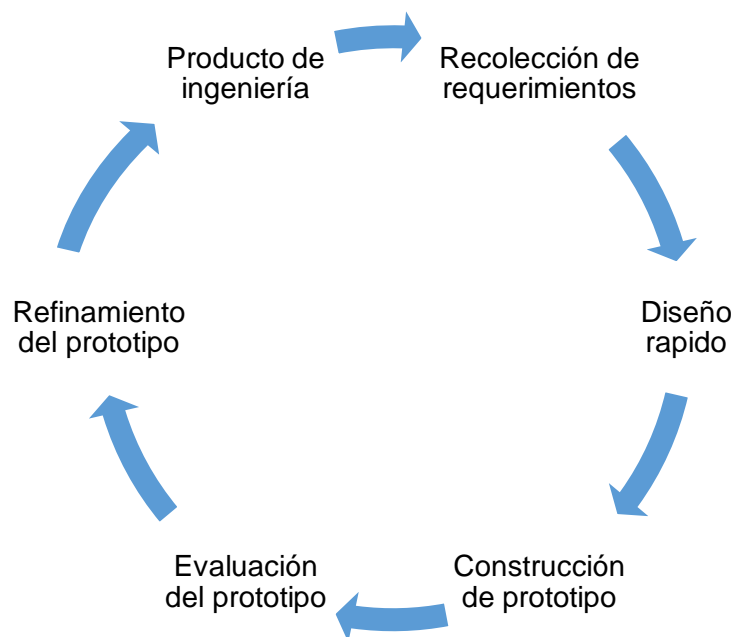 Producto de
ingeniería
Recolección de
requerimientos
Diseño
rapido
Construcción
de prototipo
Evaluación
del prototipo
Refinamiento
del prototipo